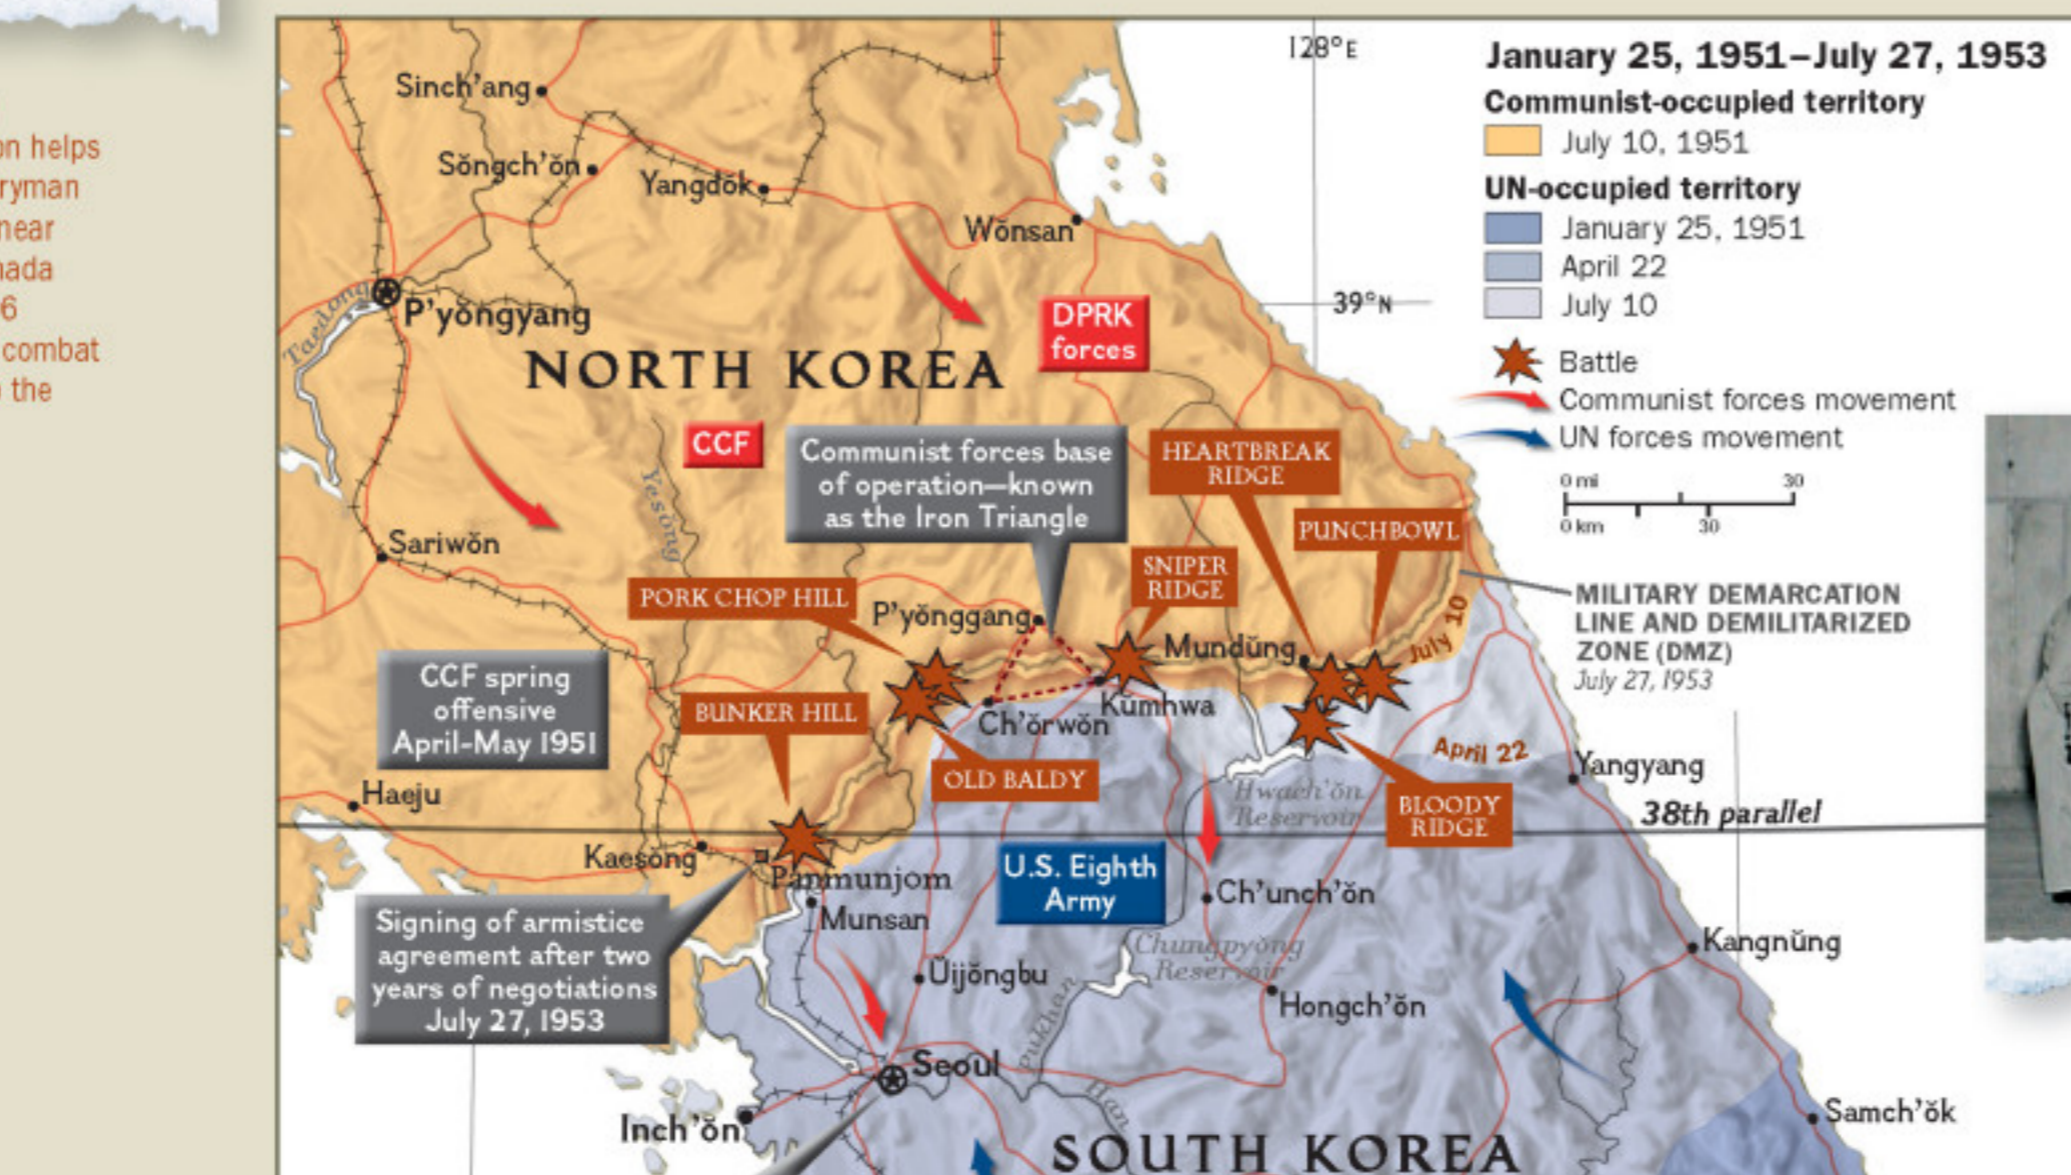 on helps
ryman
near
nada
6
combat
the
128°E
January 25, 1951–July 27, 1953
Communist-occupied territory
July 10, 1951
UN-occupied territory
January 25, 1951
April 22
July 10
Battle
Communist forces movement
UN forces movement
0 mi 30
0 km 30
39°N
Sinch'ang
Sŏngch'ŏn
Yangdŏk
Wŏnsan
Taedong
P'yŏngyang
NORTH KOREA
DPRK
forces
CCF
Yesŏng
Communist forces base
of operation—known
as the Iron Triangle
HEARTBREAK
RIDGE
PUNCHBOWL
SNIPER
RIDGE
Sariwŏn
PORK CHOP HILL
P'yŏnggang
Mundŭng
July 10
MILITARY DEMARCATION
LINE AND DEMILITARIZED
ZONE (DMZ)
July 27, 1953
CCF spring
offensive
April–May 1951
BUNKER HILL
Ch'ŏrwŏn
Kŭmhwa
OLD BALDY
April 22
Yangyang
Haeju
Hwach'ŏn
Reservoir
BLOODY
RIDGE
38th parallel
Kaesŏng
Panmunjom
Munsan
U.S. Eighth
Army
Ch'unch'ŏn
Signing of armistice
agreement after two
years of negotiations
July 27, 1953
Chungpyŏng
Reservoir
Kangnŭng
Ŭijŏngbu
Hongch'ŏn
Seoul
Han
Inch'ŏn
SOUTH KOREA
Samch'ŏk